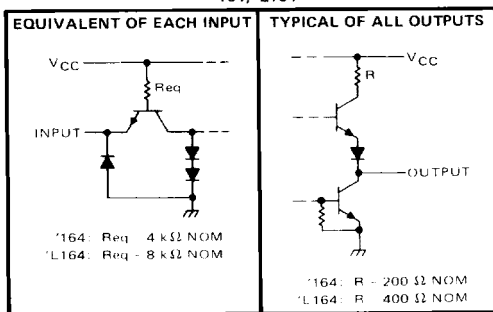 EQUIVALENT OF EACH INPUT
VCC
Req
INPUT
'164: Req - 4 kΩ NOM
'L164: Req - 8 kΩ NOM
TYPICAL OF ALL OUTPUTS
VCC
R
OUTPUT
'164: R - 200 Ω NOM
'L164: R 400 Ω NOM